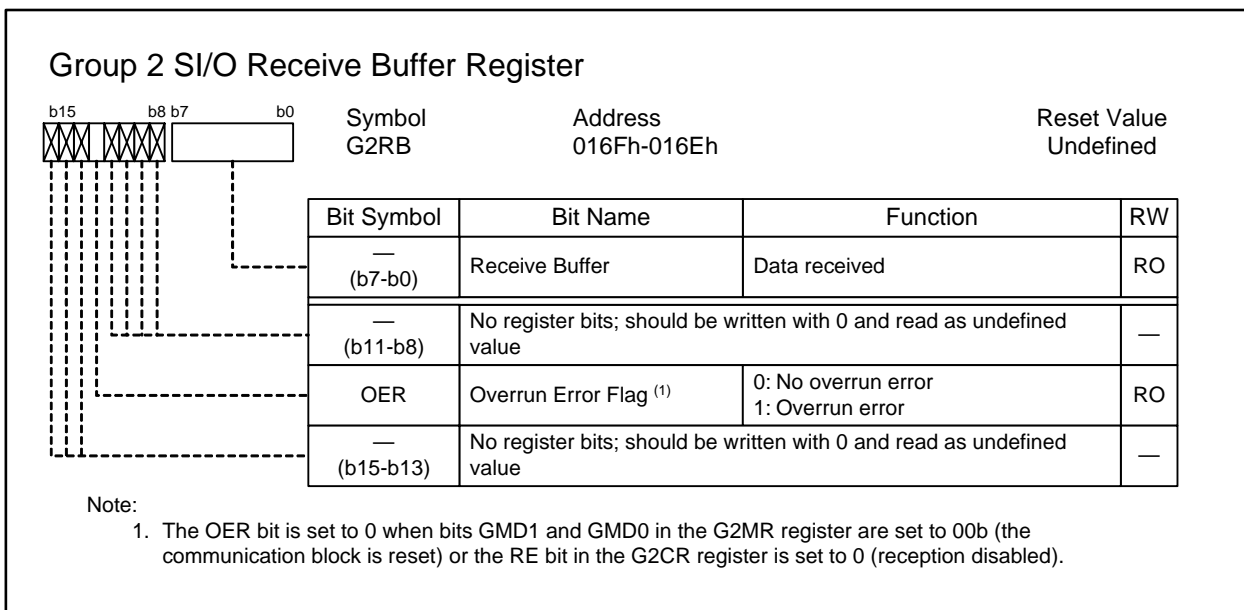 Group 2 SI/O Receive Buffer Register
b15 b8 b7 b0
Symbol Address Reset Value
G2RB 016Fh-016Eh Undefined
Bit Symbol Bit Name Function RW
—
(b7-b0) Receive Buffer Data received RO
—
(b11-b8) No register bits; should be written with 0 and read as undefined
value —
OER Overrun Error Flag (1) 0: No overrun error
1: Overrun error RO
—
(b15-b13) No register bits; should be written with 0 and read as undefined
value —
Note:
1. The OER bit is set to 0 when bits GMD1 and GMD0 in the G2MR register are set to 00b (the
communication block is reset) or the RE bit in the G2CR register is set to 0 (reception disabled).